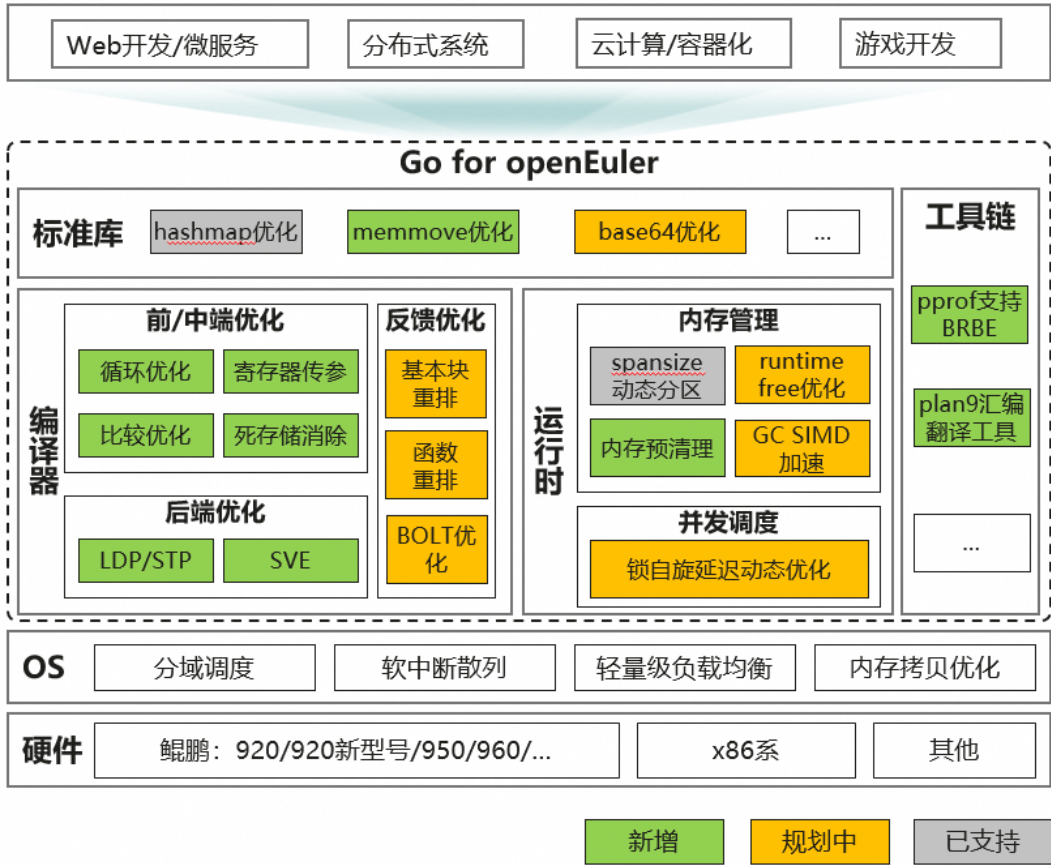 Web开发/微服务
分布式系统
云计算/容器化
游戏开发
Go for openEuler
标准库
hashmap优化
memmove优化
base64优化
...
工具链
pprof支持
BRBE
plan9汇编
翻译工具
...
编译器
前/中端优化
循环优化
寄存器传参
比较优化
死存储消除
后端优化
LDP/STP
SVE
反馈优化
基本块
重排
函数
重排
BOLT优
化
运行时
内存管理
spansize
动态分区
runtime
free优化
内存预清理
GC SIMD
加速
并发调度
锁自旋延迟动态优化
OS
分域调度
软中断散列
轻量级负载均衡
内存拷贝优化
硬件
鲲鹏：920/920新型号/950/960/...
x86系
其他
新增
规划中
已支持